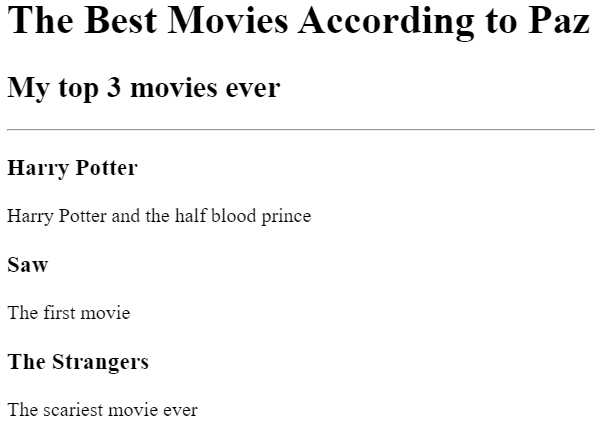 The Best Movies According to Paz
My top 3 movies ever
Harry Potter
Harry Potter and the half blood prince
Saw
The first movie
The Strangers
The scariest movie ever